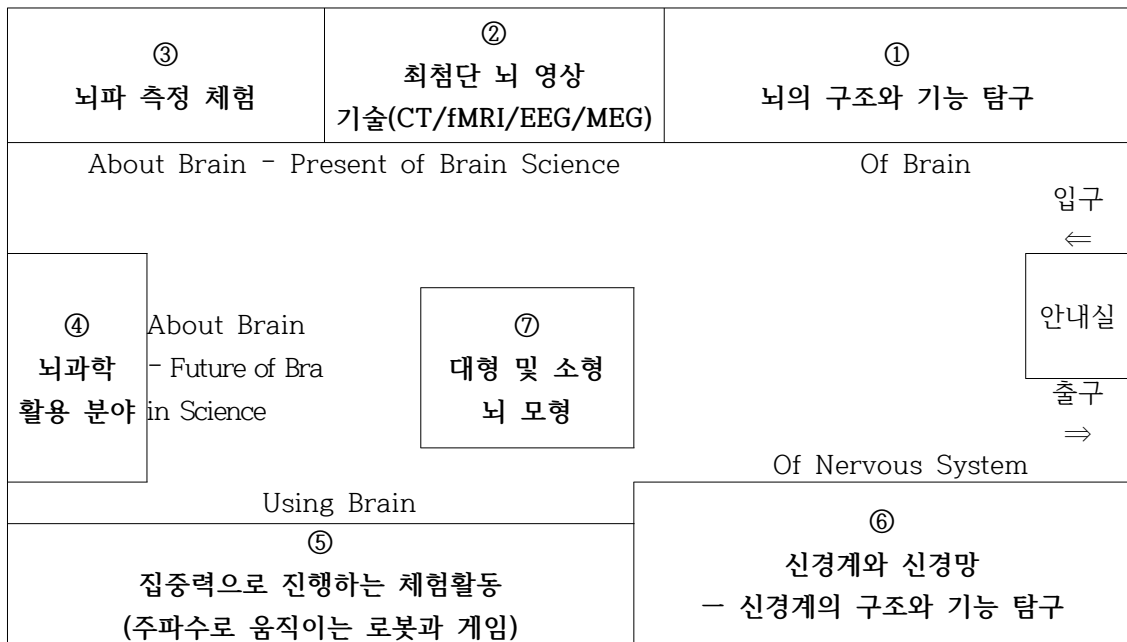 ③
뇌파 측정 체험
②
최첨단 뇌 영상
기술(CT/fMRI/EEG/MEG)
①
뇌의 구조와 기능 탐구
About Brain - Present of Brain Science
Of Brain
입구
⇐
④
뇌과학
활용 분야
About Brain
- Future of Bra
in Science
⑦
대형 및 소형
뇌 모형
안내실
출구
⇒
Of Nervous System
Using Brain
⑤
집중력으로 진행하는 체험활동
(주파수로 움직이는 로봇과 게임)
⑥
신경계와 신경망
— 신경계의 구조와 기능 탐구